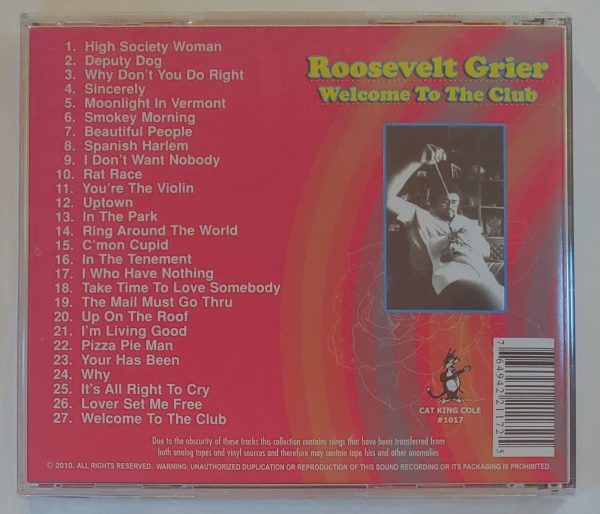 1. High Society Woman
2. Deputy Dog
3. Why Don't You Do Right
4. Sincerely
5. Moonlight In Vermont
6. Smokey Morning
7. Beautiful People
8. Spanish Harlem
9. I Don't Want Nobody
10. Rat Race
11. You're The Violin
12. Uptown
13. In The Park
14. Ring Around The World
15. C'mon Cupid
16. In The Tenement
17. I Who Have Nothing
18. Take Time To Love Somebody
19. The Mail Must Go Thru
20. Up On The Roof
21. I'm Living Good
22. Pizza Pie Man
23. Your Has Been
24. Why
25. It's All Right To Cry
26. Lover Set Me Free
27. Welcome To The Club
Roosevelt Grier
Welcome To The Club
CAT KING COLE
#1017
7 64942 21172 5
Due to the obscurity of these tracks this collection contains songs that have been transferred from
both analog tapes and vinyl sources and therefore may contain tape hiss and other anomalies
© 2010. ALL RIGHTS RESERVED. WARNING: UNAUTHORIZED DUPLICATION OR REPRODUCTION OF THIS SOUND RECORDING OR ITS PACKAGING IS PROHIBITED.